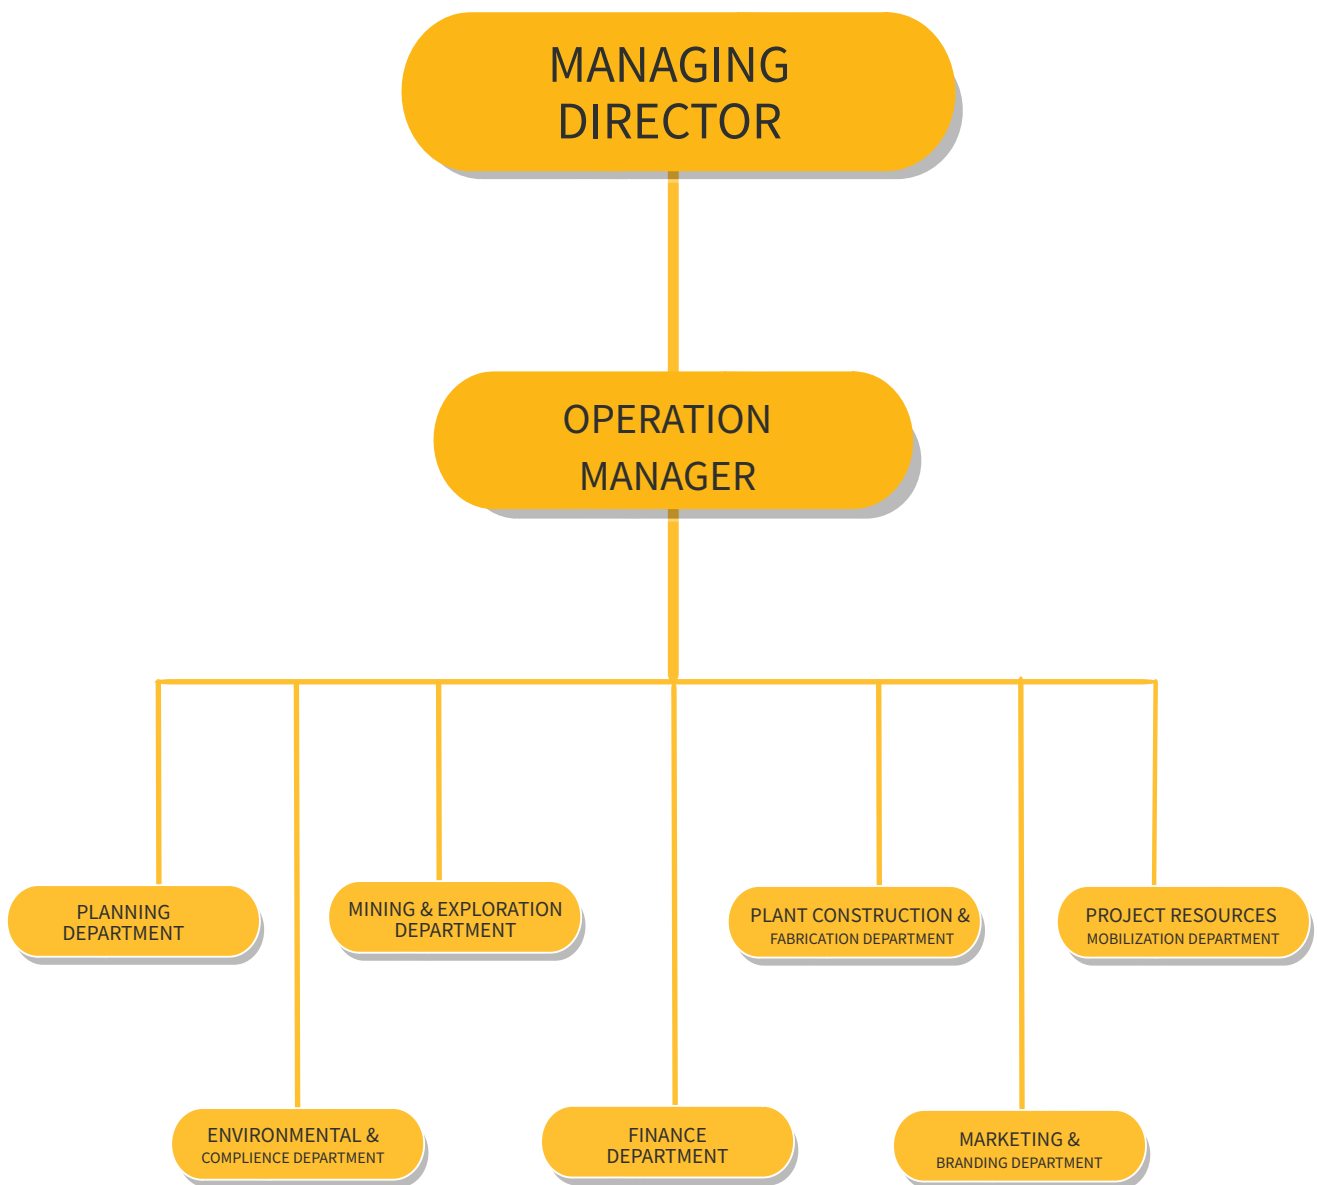 MANAGING
DIRECTOR
OPERATION
MANAGER
PLANNING
DEPARTMENT
MINING & EXPLORATION
DEPARTMENT
PLANT CONSTRUCTION &
FABRICATION DEPARTMENT
PROJECT RESOURCES
MOBILIZATION DEPARTMENT
ENVIRONMENTAL &
COMPLIENCE DEPARTMENT
FINANCE
DEPARTMENT
MARKETING &
BRANDING DEPARTMENT